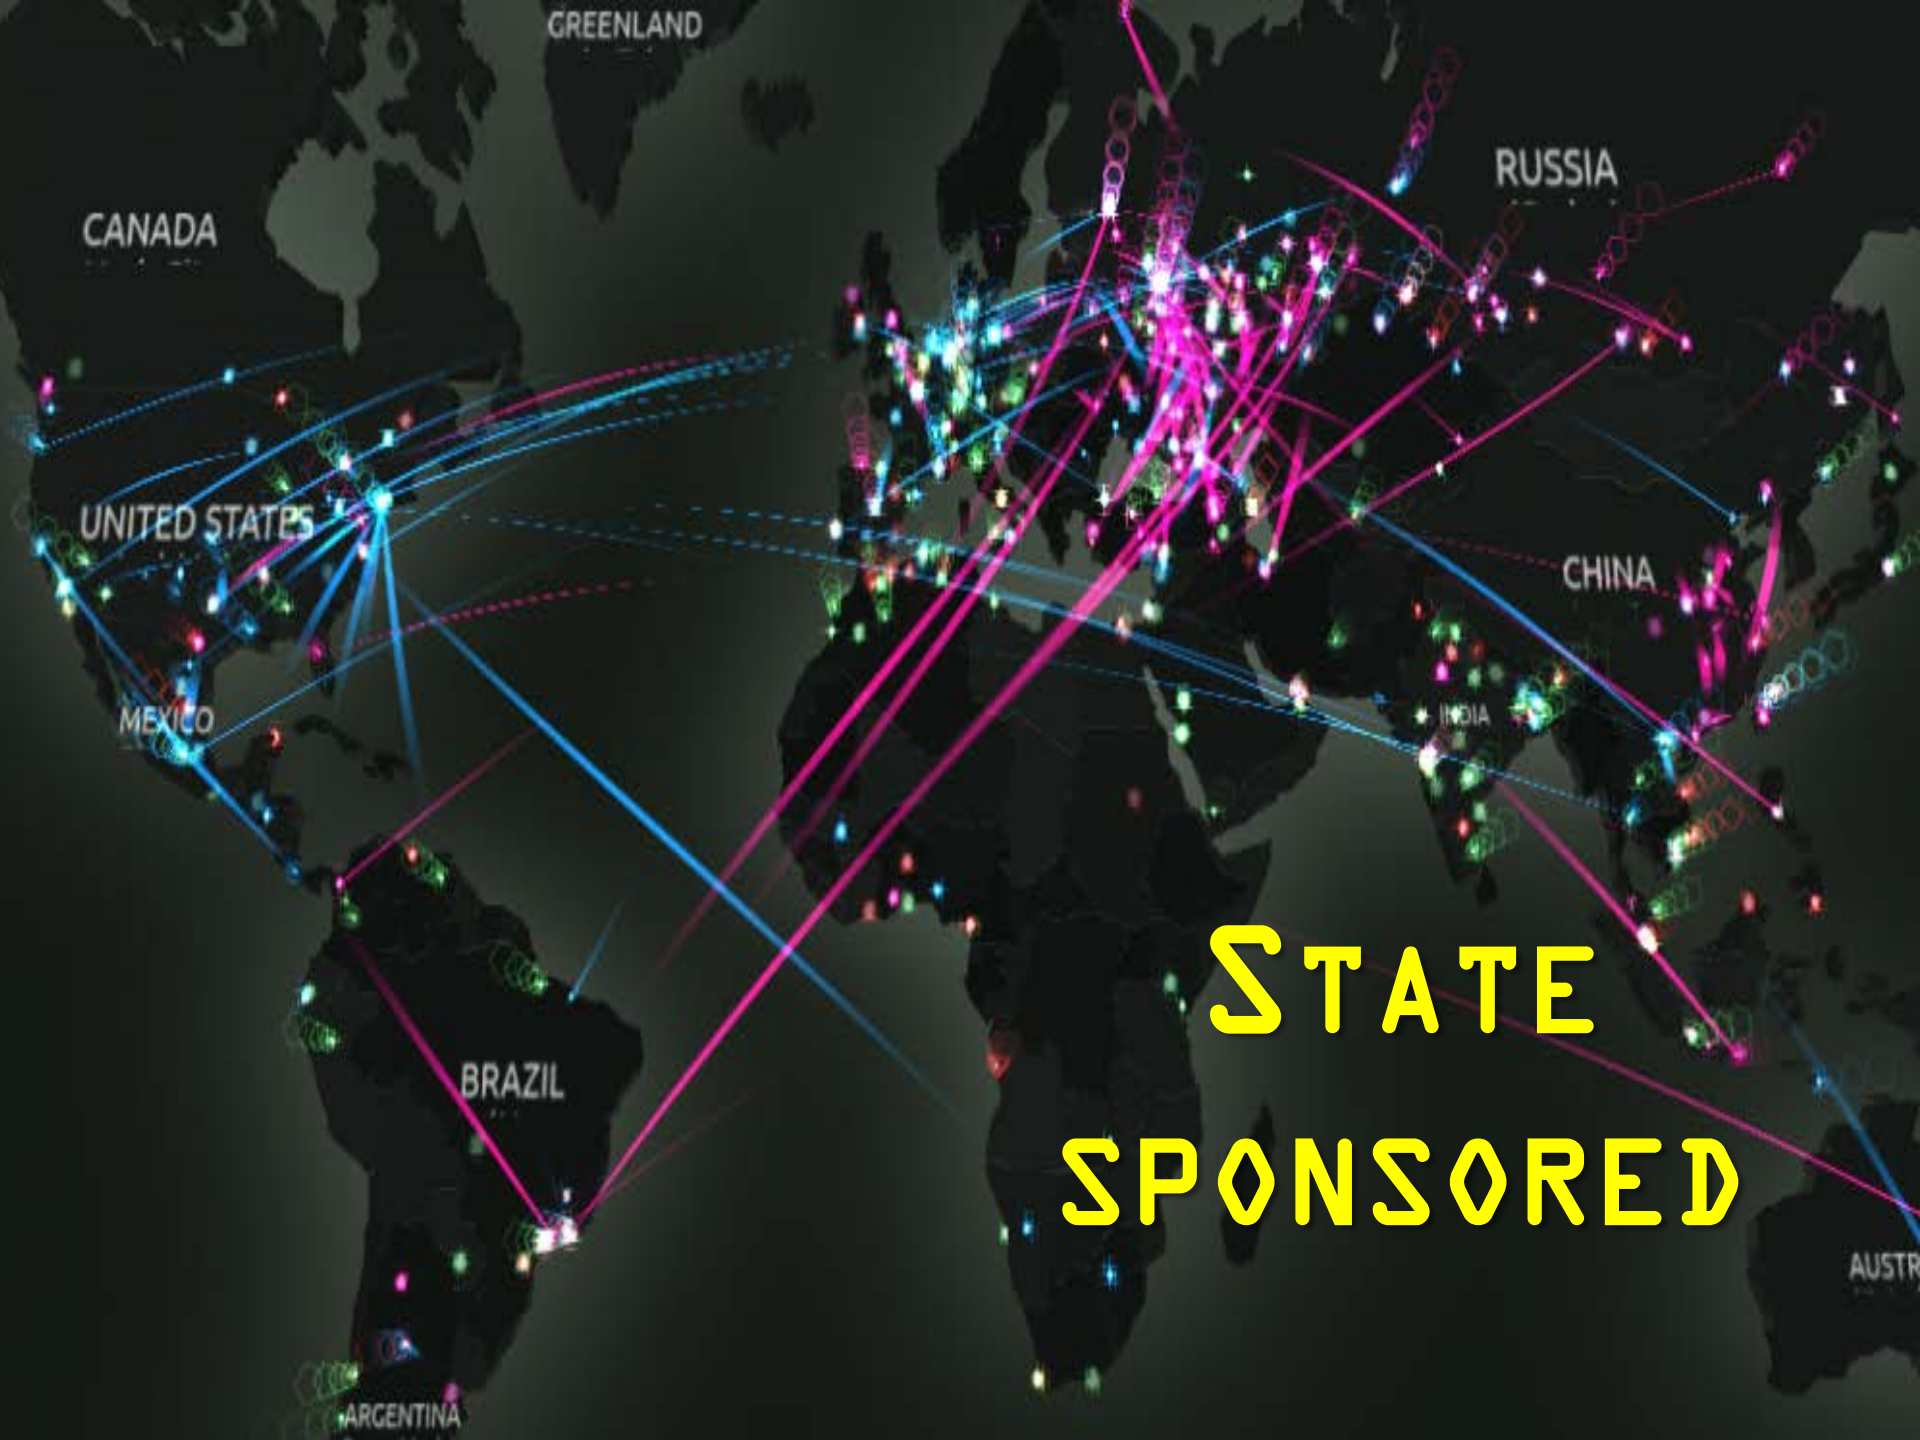 GREENLAND
RUSSIA
CANADA
UNITED STATES
CHINA
MEXICO
INDIA
STATE
SPONSORED
BRAZIL
AUSTR
ARGENTINA